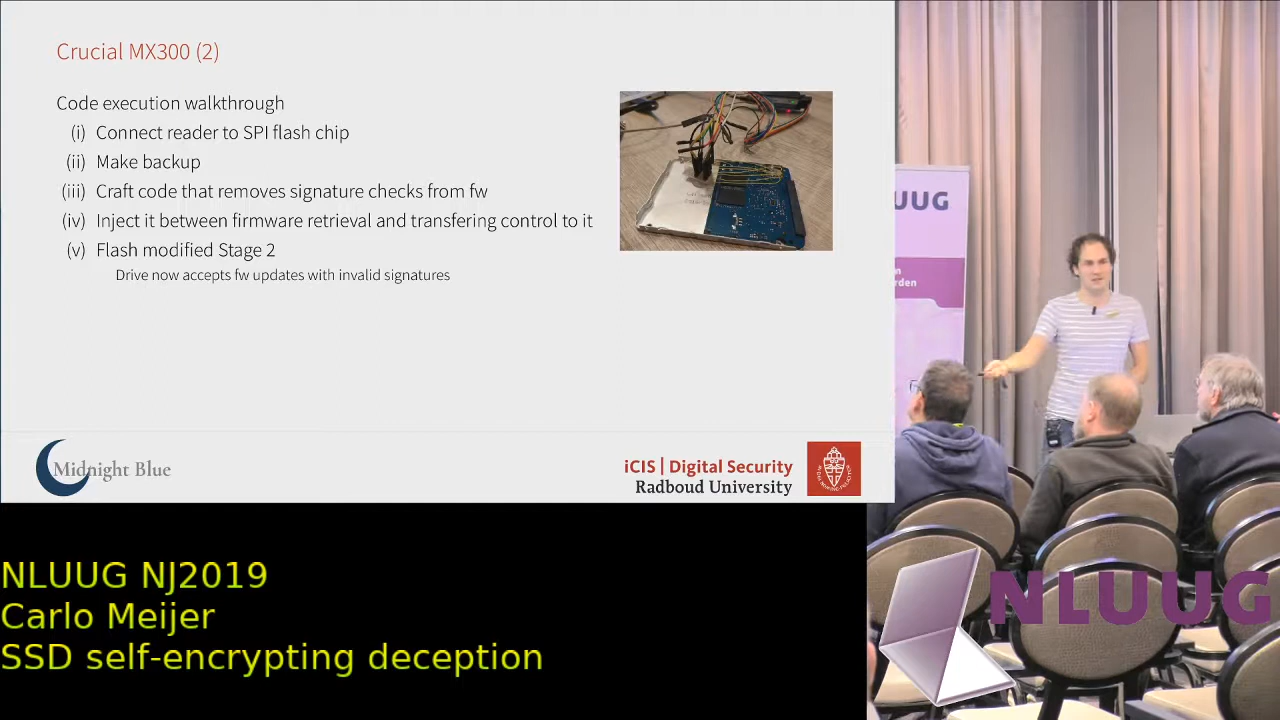 Crucial MX300 (2)
Code execution walkthrough
(i) Connect reader to SPI flash chip
(ii) Make backup
(iii) Craft code that removes signature checks from fw
(iv) Inject it between firmware retrieval and transfering control to it
(v) Flash modified Stage 2
Drive now accepts fw updates with invalid signatures
Midnight Blue
iCIS | Digital Security
Radboud University
UUG
NLUUG NJ2019
Carlo Meijer
SSD self-encrypting deception
NLUUG